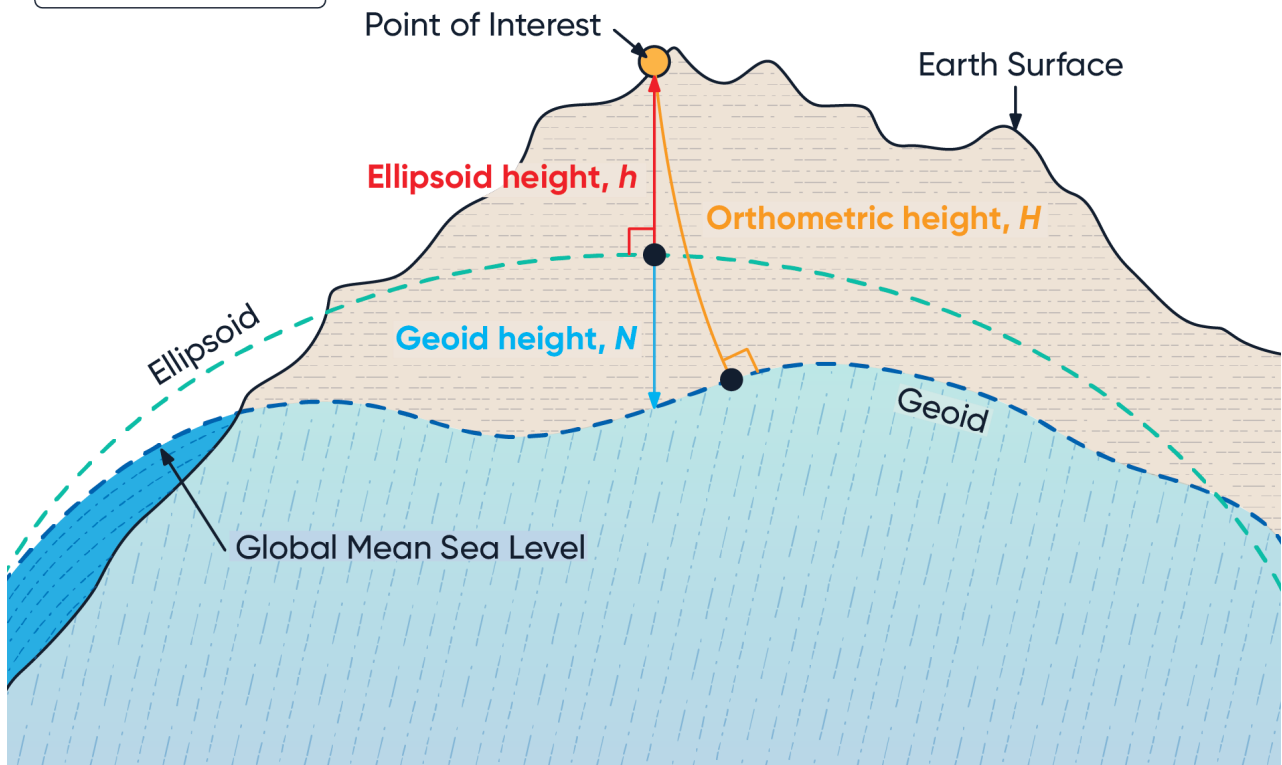 Point of Interest
Earth Surface
Ellipsoid height, h
Orthometric height, H
Ellipsoid
Geoid height, N
Geoid
Global Mean Sea Level